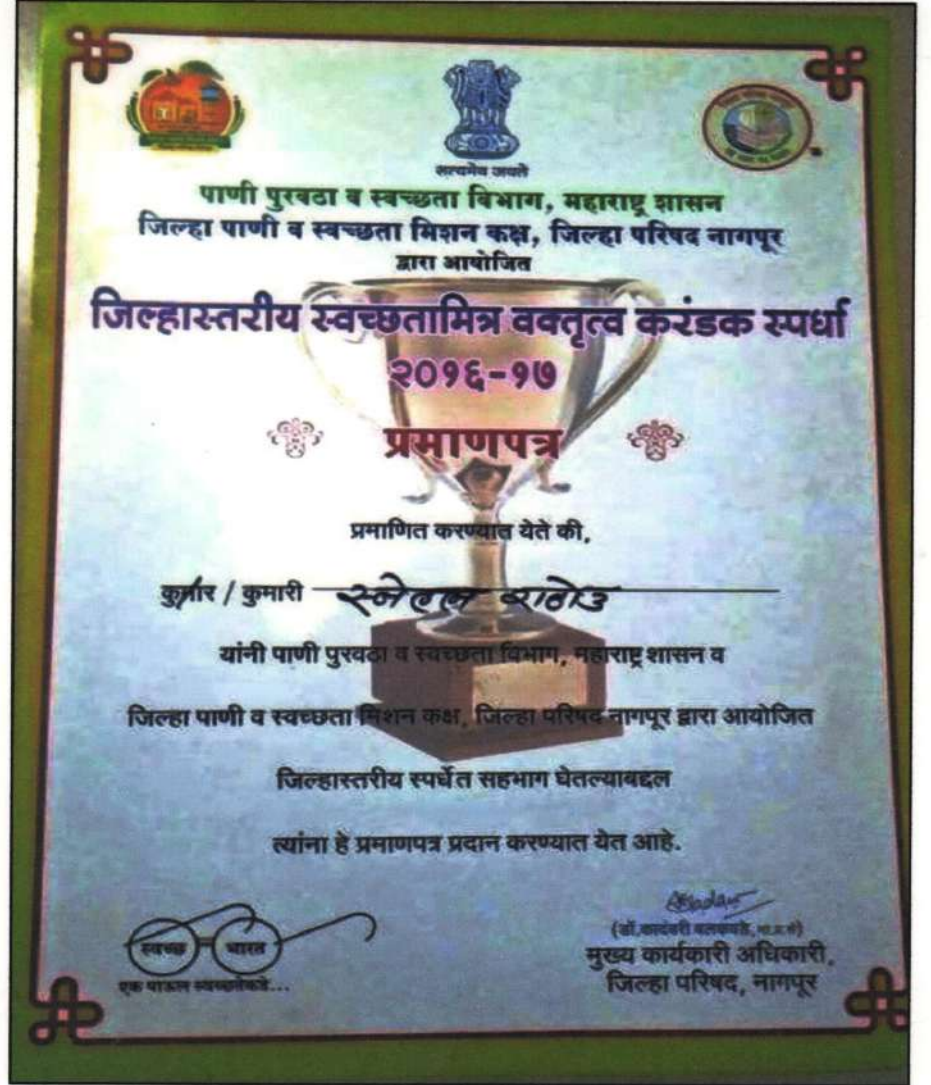 सत्यमेव जयते
पाणी पुरवठा व स्वच्छता विभाग, महाराष्ट्र शासन
जिल्हा पाणी व स्वच्छता मिशन कक्ष, जिल्हा परिषद नागपूर
द्वारा आयोजित
जिल्हास्तरीय स्वच्छतामित्र वक्तृत्व करंडक स्पर्धा
२०१६-१७
प्रमाणपत्र
प्रमाणित करण्यात येते की,
कुमार / कुमारी राठोड
यांनी पाणी पुरवठा व स्वच्छता विभाग, महाराष्ट्र शासन व
जिल्हा पाणी व स्वच्छता मिशन कक्ष, जिल्हा परिषद नागपूर द्वारा आयोजित
जिल्हास्तरीय स्पर्धेत सहभाग घेतल्याबद्दल
त्यांना हे प्रमाणपत्र प्रदान करण्यात येत आहे.
स्वच्छ भारत
एक पाऊल स्वच्छतेकडे...
(डॉ.कादंबरी बलकवडे, भा.प्र.से)
मुख्य कार्यकारी अधिकारी,
जिल्हा परिषद, नागपूर